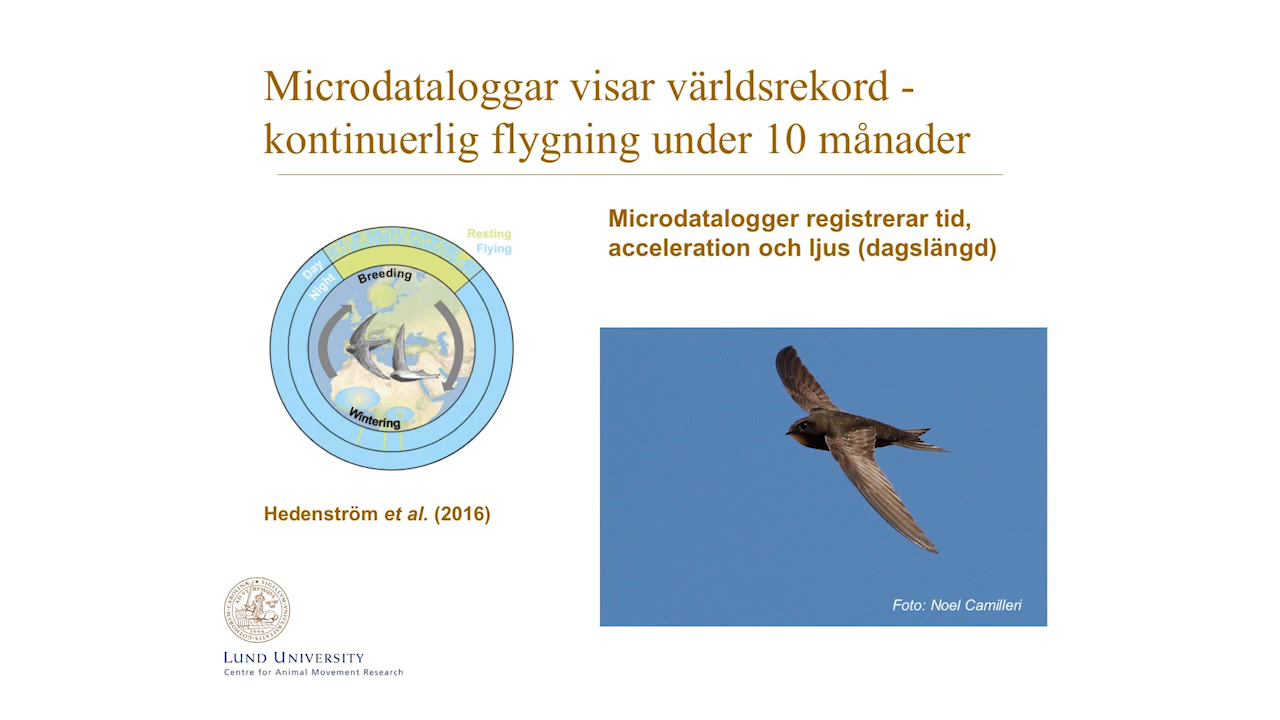 Microdataloggar visar världsrekord -
kontinuerlig flygning under 10 månader
Microdatalogger registrerar tid,
acceleration och ljus (dagslängd)
Resting
Flying
Day
Night
Breeding
Wintering
Hedenström et al. (2016)
Foto: Noel Camilleri
LUND UNIVERSITY
Centre for Animal Movement Research